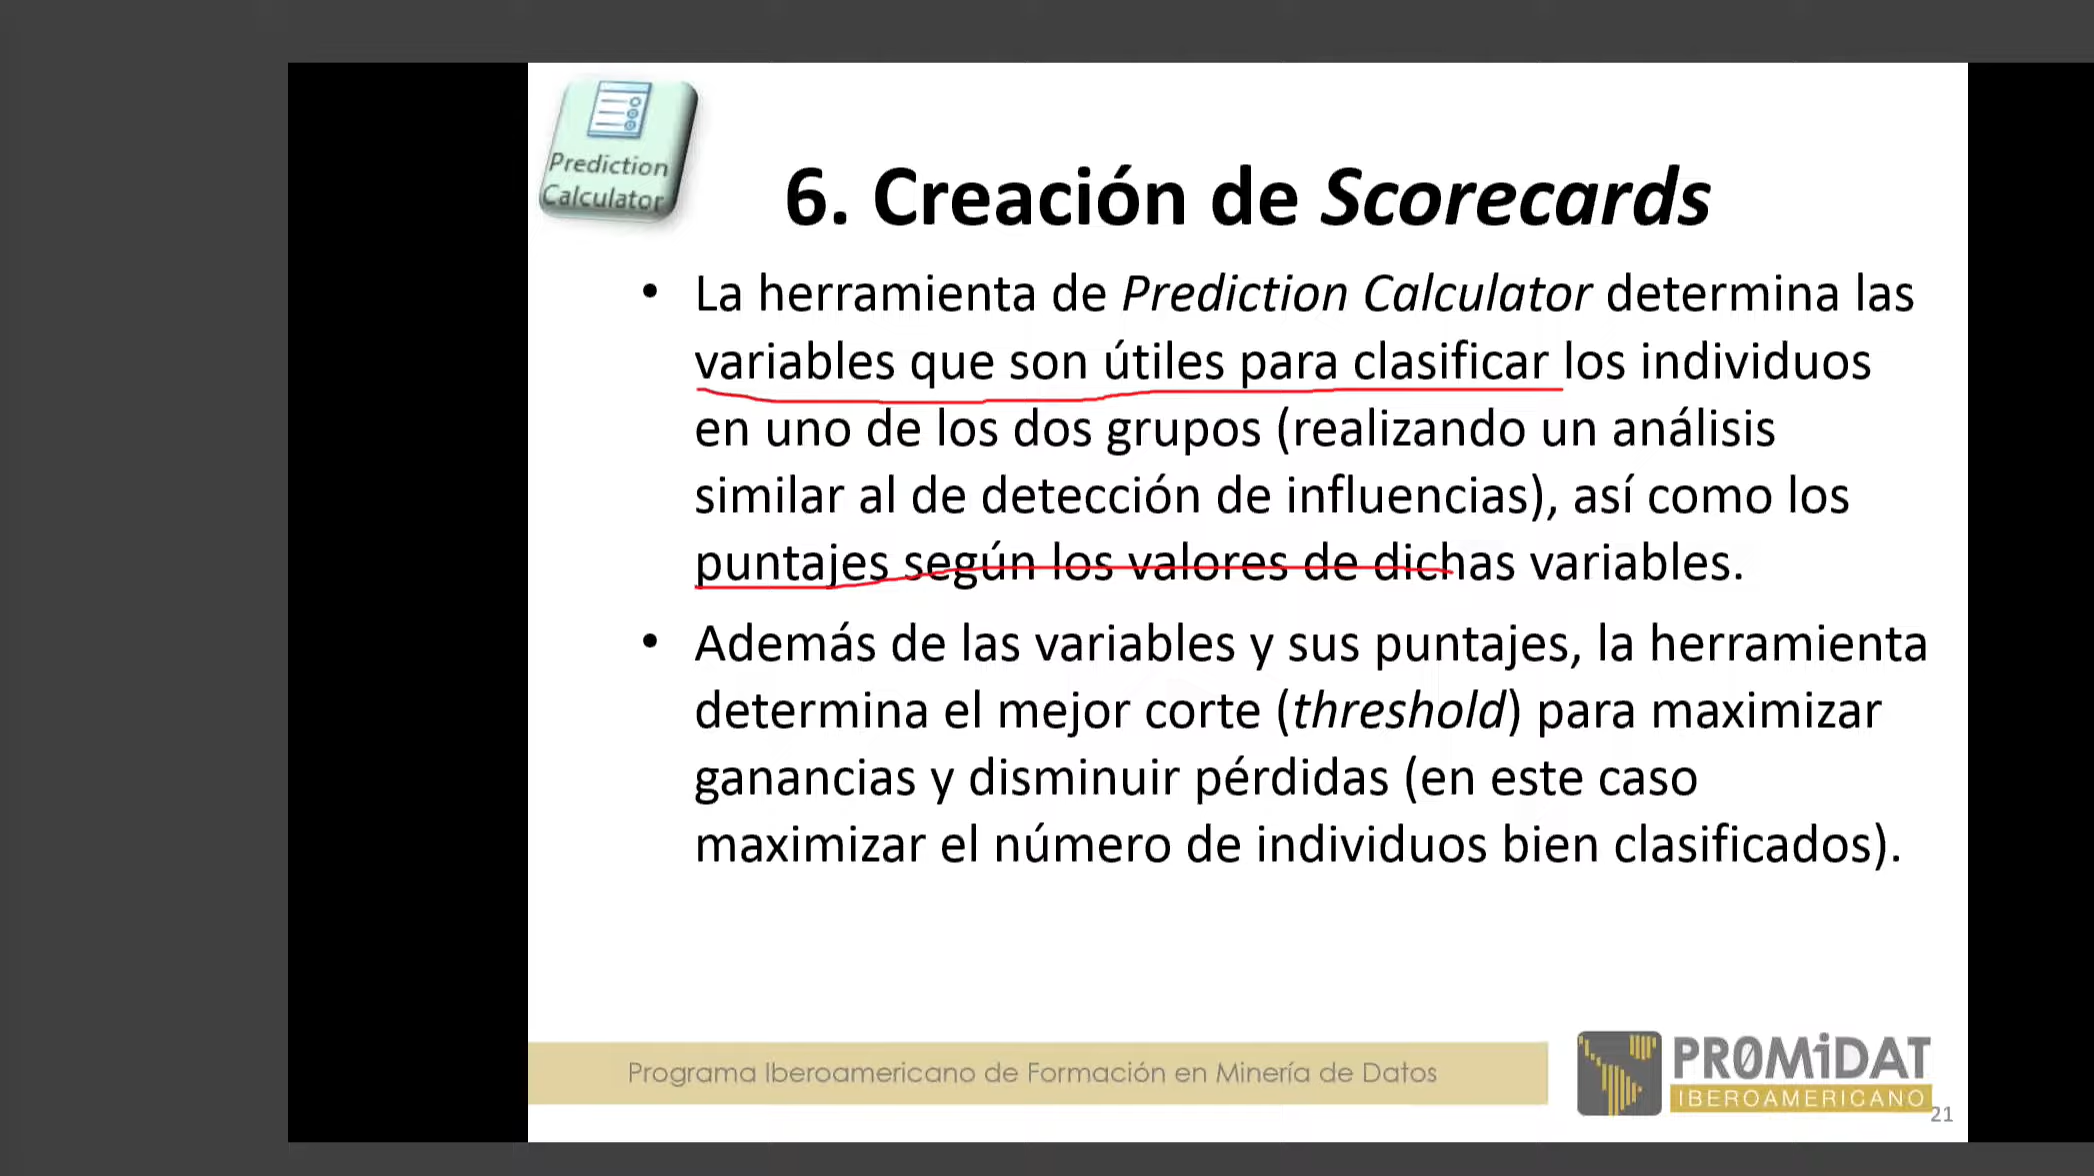 Prediction
Calculator
6. Creación de Scorecards
• La herramienta de Prediction Calculator determina las
variables que son útiles para clasificar los individuos
en uno de los dos grupos (realizando un análisis
similar al de detección de influencias), así como los
puntajes según los valores de dichas variables.
• Además de las variables y sus puntajes, la herramienta
determina el mejor corte (threshold) para maximizar
ganancias y disminuir pérdidas (en este caso
maximizar el número de individuos bien clasificados).
Programa Iberoamericano de Formación en Minería de Datos
PR0MiDAT
IBEROAMERICANO
21